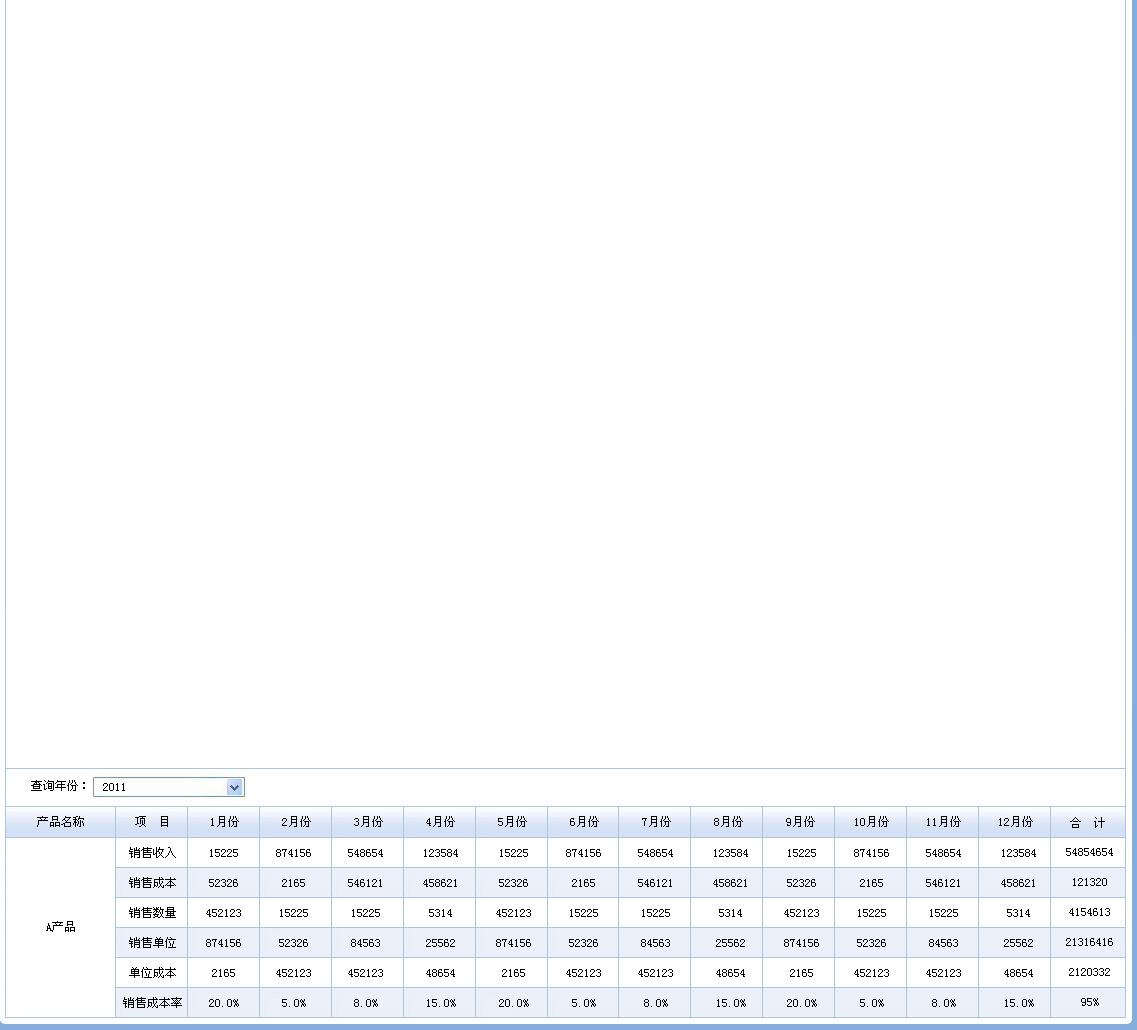 查询年份： 2011
产品名称 项 目 1月份 2月份 3月份 4月份 5月份 6月份 7月份 8月份 9月份 10月份 11月份 12月份 合 计
A产品
销售收入 15225 874156 548654 123584 15225 874156 548654 123584 15225 874156 548654 123584 54854654
销售成本 52326 2165 546121 458621 52326 2165 546121 458621 52326 2165 546121 458621 121320
销售数量 452123 15225 15225 5314 452123 15225 15225 5314 452123 15225 15225 5314 4154613
销售单位 874156 52326 84563 25562 874156 52326 84563 25562 874156 52326 84563 25562 21316416
单位成本 2165 452123 452123 48654 2165 452123 452123 48654 2165 452123 452123 48654 2120332
销售成本率 20.0% 5.0% 8.0% 15.0% 20.0% 5.0% 8.0% 15.0% 20.0% 5.0% 8.0% 15.0% 95%